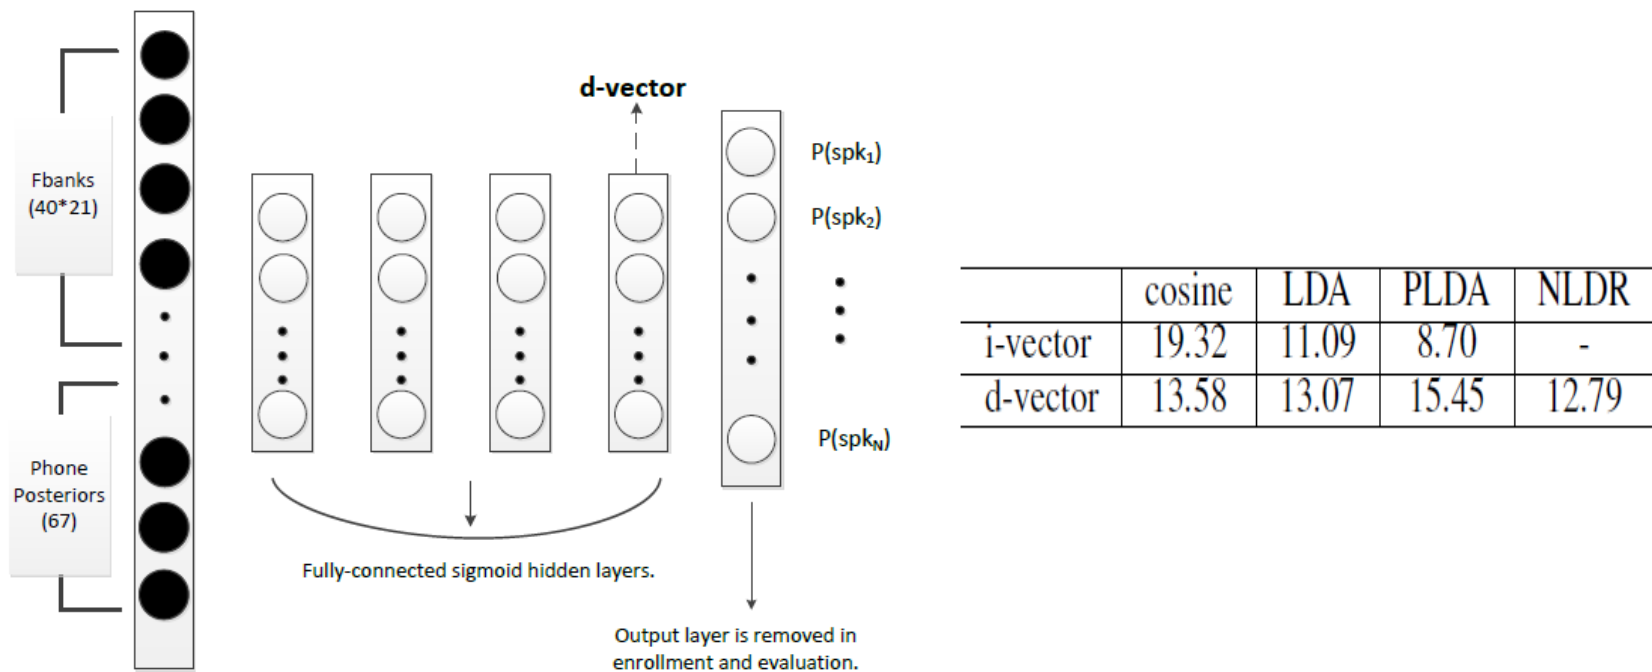 d-vector
Fbanks
(40*21)
Phone
Posteriors
(67)
P(spk₁)
P(spk₂)
P(spk_N)
Fully-connected sigmoid hidden layers.
Output layer is removed in
enrollment and evaluation.
cosine LDA PLDA NLDR
i-vector 19.32 11.09 8.70 -
d-vector 13.58 13.07 15.45 12.79